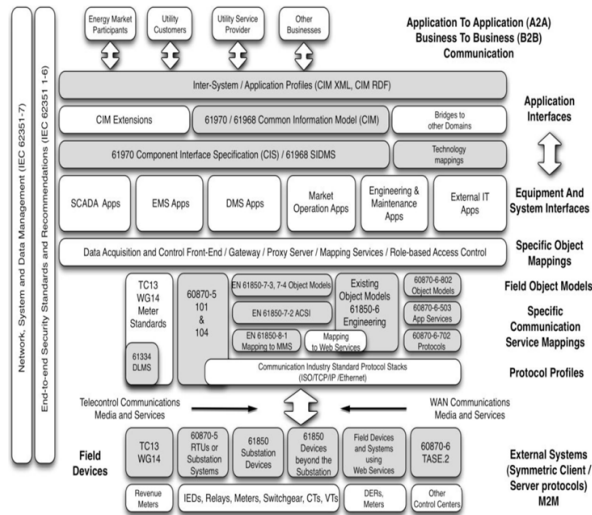 Energy Market
Participants
Utility
Customers
Utility Service
Provider
Other
Businesses
Application To Application (A2A)
Business To Business (B2B)
Communication
Inter-System / Application Profiles (CIM XML, CIM RDF)
CIM Extensions
61970 / 61968 Common Information Model (CIM)
Bridges to
other Domains
Application
Interfaces
61970 Component Interface Specification (CIS) / 61968 SIDMS
Technology
mappings
SCADA Apps
EMS Apps
DMS Apps
Market
Operation Apps
Engineering &
Maintenance
Apps
External IT
Apps
Equipment And
System Interfaces
Data Acquisition and Control Front-End / Gateway / Proxy Server / Mapping Services / Role-based Access Control
Specific Object
Mappings
TC13
WG14
Meter
Standards
61334
DLMS
60870-5
101
&
104
EN 61850-7-3, 7-4 Object Models
EN 61850-7-2 ACSI
EN 61850-8-1
Mapping to MMS
Existing
Object Models
61850-6
Engineering
Mapping
to Web Services
60870-6-802
Object Models
60870-6-503
App Services
60870-6-702
Protocols
Field Object Models
Specific
Communication
Service Mappings
Communication Industry Standard Protocol Stacks
(ISO/TCP/IP /Ethernet)
Protocol Profiles
Telecontrol Communications
Media and Services
WAN Communications
Media and Services
Field
Devices
TC13
WG14
60870-5
RTUs or
Substation
Systems
61850
Substation
Devices
61850
Devices
beyond the
Substation
Field Devices
and Systems
using
Web Services
60870-6
TASE.2
External Systems
(Symmetric Client /
Server protocols)
M2M
Revenue
Meters
IEDs, Relays, Meters, Switchgear, CTs, VTs
DERs,
Meters
Other
Control Centers
Network, System and Data Management (IEC 62351-7)
End-to-end Security Standards and Recommendations (IEC 62351 1-6)